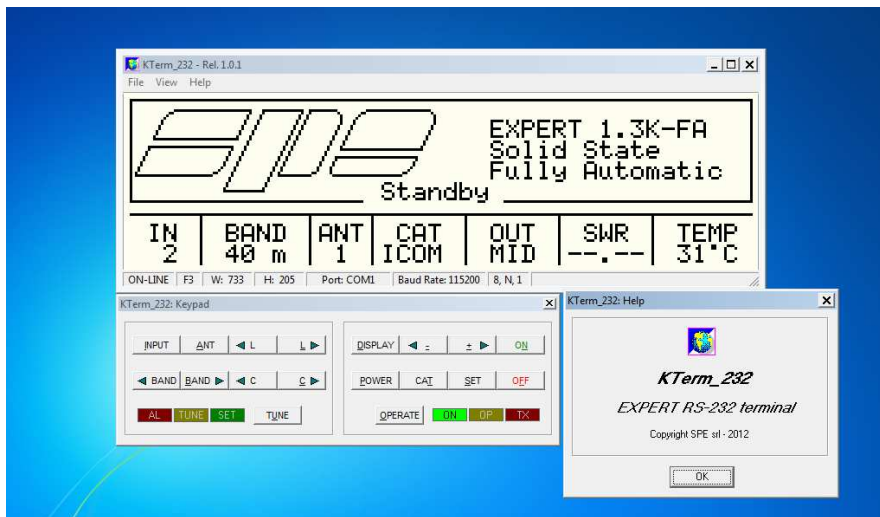 KTerm_232 - Rel. 1.0.1
File View Help
spe
EXPERT 1.3K-FA
Solid State
Fully Automatic
Standby
IN BAND ANT CAT OUT SWR TEMP
2 40 m 1 ICOM MID --.-- 31°C
ON-LINE F3 W: 733 H: 205 Port: COM1 Baud Rate: 115200 8, N, 1
KTerm_232: Keypad
INPUT ANT ◄ L L ► DISPLAY ◄ - + ► ON
◄ BAND BAND ► ◄ C C ► POWER CAT SET OFF
AL TUNE SET TUNE OPERATE ON OP TX
KTerm_232: Help
KTerm_232
EXPERT RS-232 terminal
Copyright SPE srl - 2012
OK